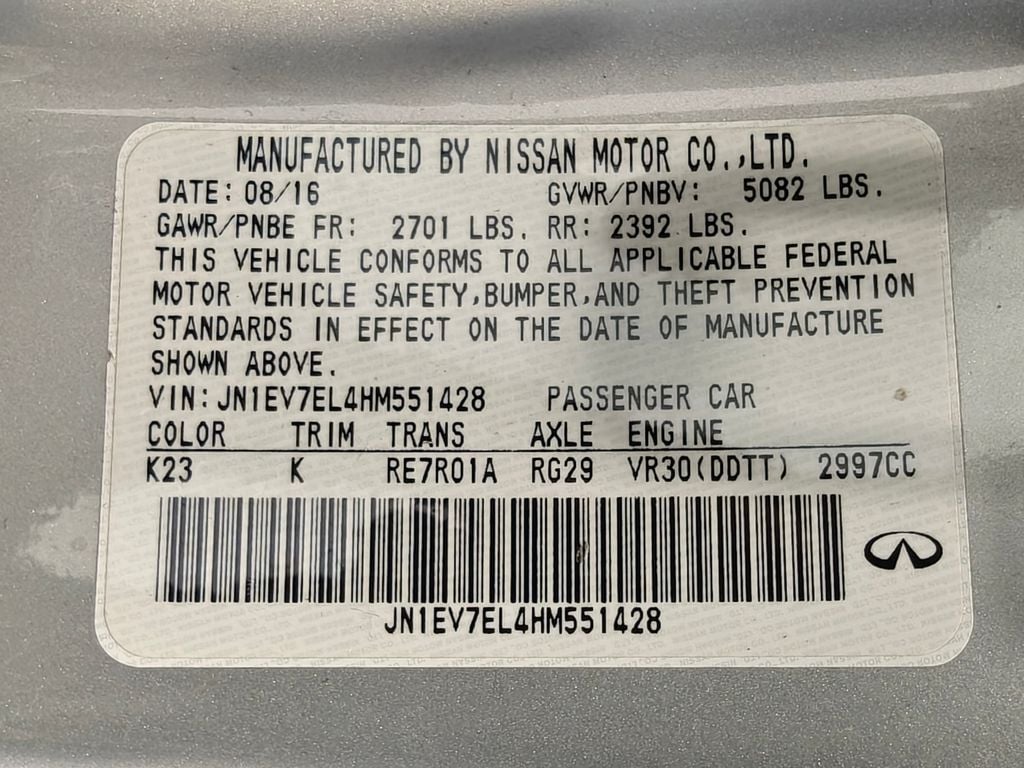 MANUFACTURED BY NISSAN MOTOR CO.,LTD.
DATE: 08/16 GVWR/PNBV: 5082 LBS.
GAWR/PNBE FR: 2701 LBS. RR: 2392 LBS.
THIS VEHICLE CONFORMS TO ALL APPLICABLE FEDERAL
MOTOR VEHICLE SAFETY,BUMPER,AND THEFT PREVENTION
STANDARDS IN EFFECT ON THE DATE OF MANUFACTURE
SHOWN ABOVE.
VIN: JN1EV7EL4HM551428 PASSENGER CAR
COLOR TRIM TRANS AXLE ENGINE
K23 K RE7R01A RG29 VR30(DDTT) 2997CC
JN1EV7EL4HM551428